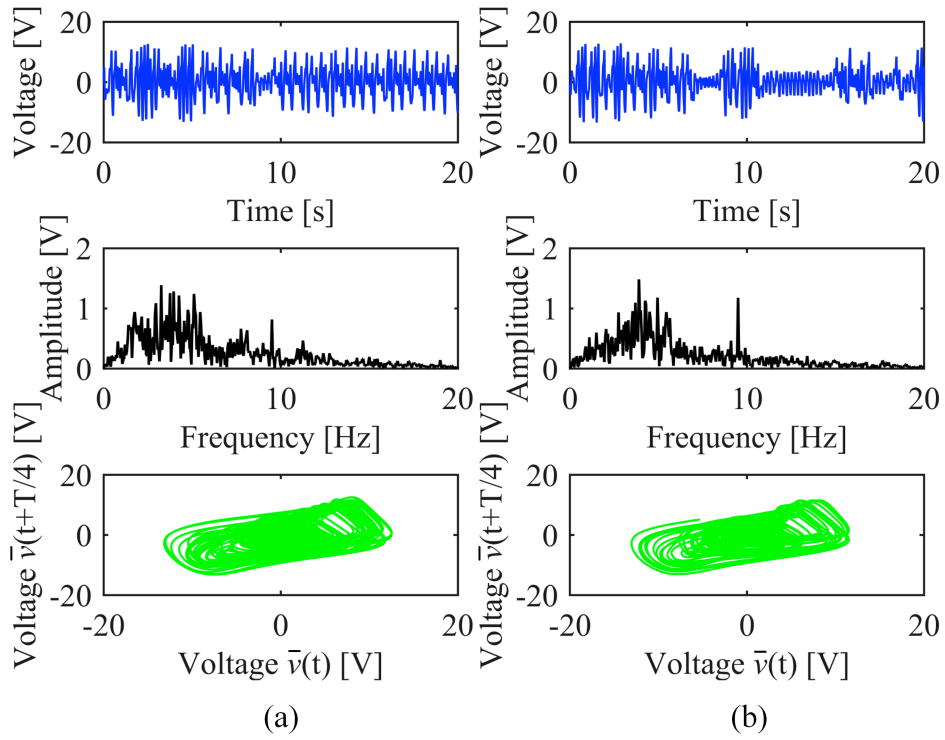 Voltage [V]
20
0
-20
0
10
20
Time [s]
Voltage [V]
20
0
-20
0
10
20
Time [s]
Amplitude [V]
2
1
0
0
10
20
Frequency [Hz]
Amplitude [V]
2
1
0
0
10
20
Frequency [Hz]
Voltage v̄(t+T/4) [V]
20
0
-20
-20
0
20
Voltage v̄(t) [V]
Voltage v̄(t+T/4) [V]
20
0
-20
-20
0
20
Voltage v̄(t) [V]
(a)
(b)